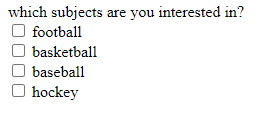 which subjects are you interested in?
football
basketball
baseball
hockey